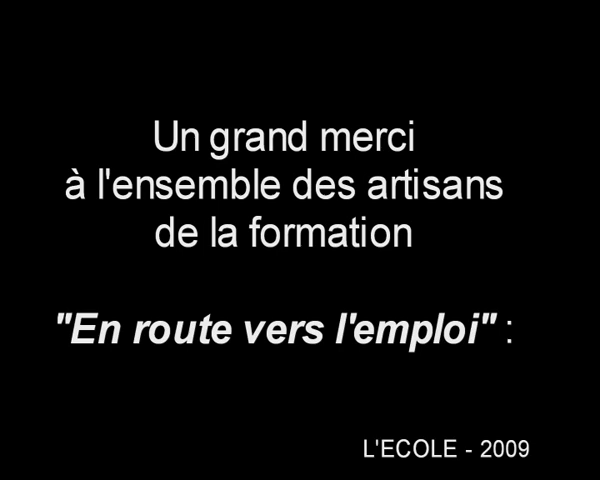 Un grand merci
à l'ensemble des artisans
de la formation
"En route vers l'emploi" :
L'ECOLE - 2009